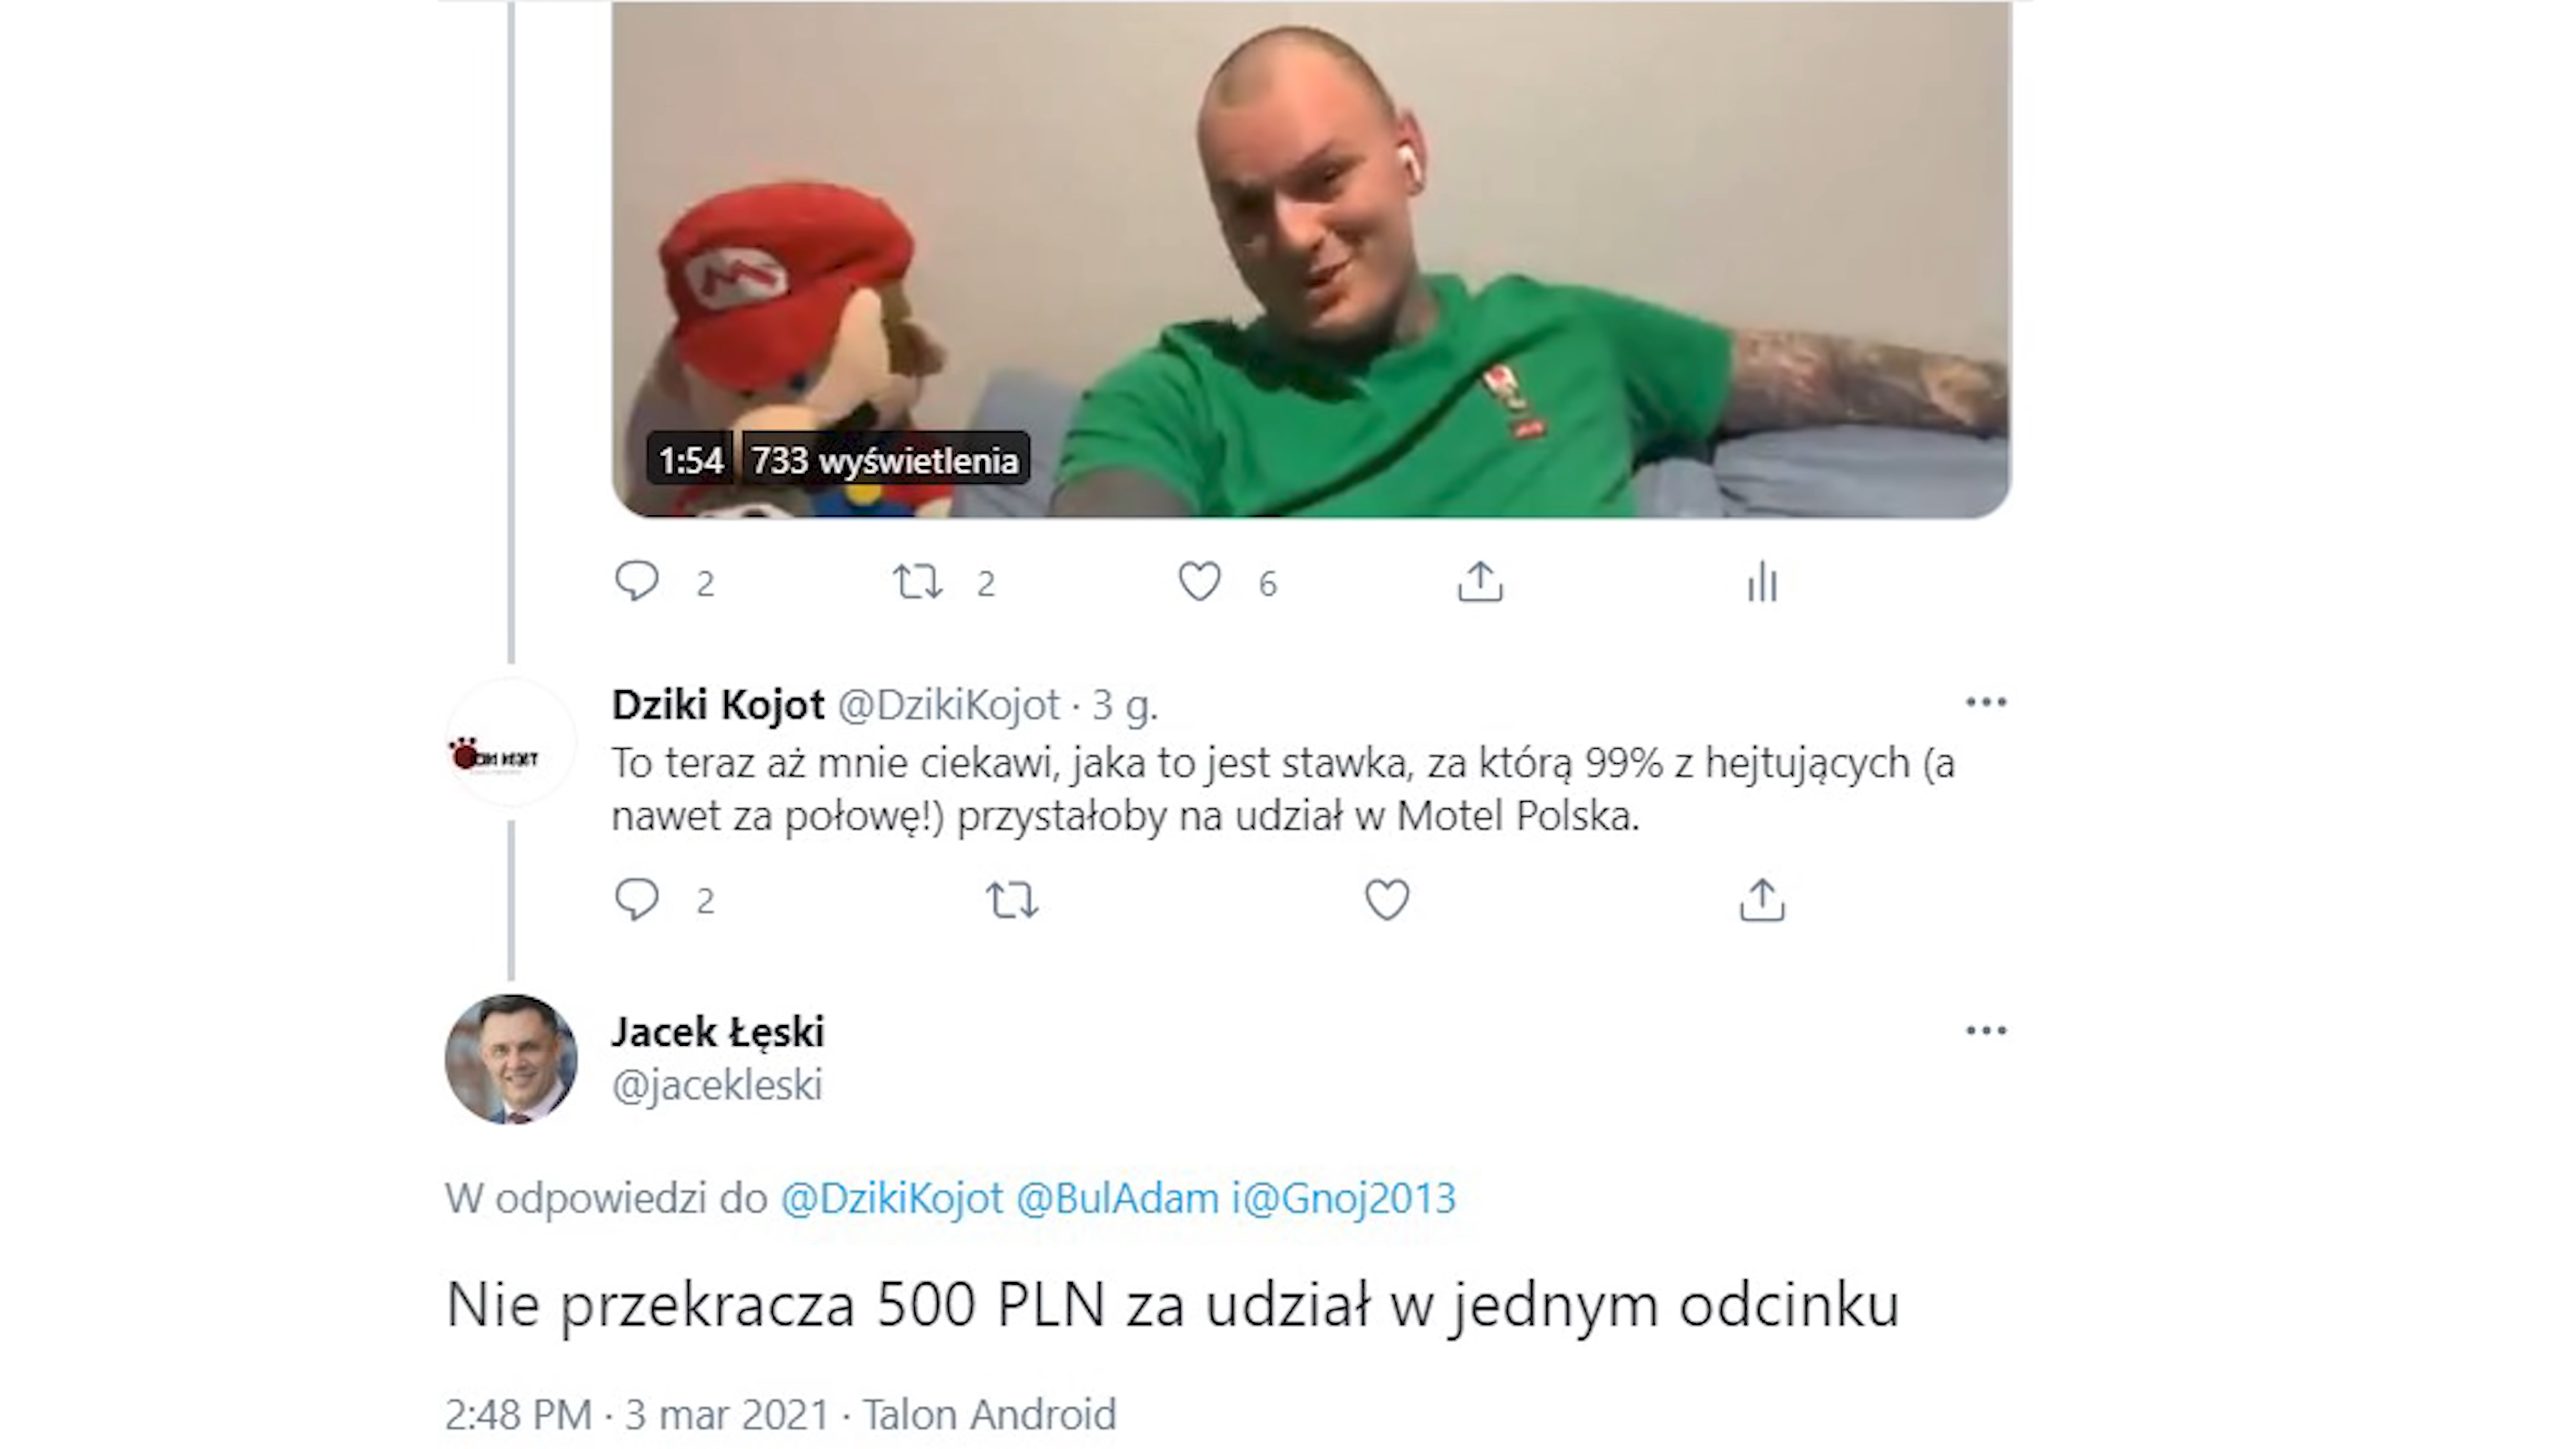 M
1:54 733 wyświetlenia
2 2 6
Dziki Kojot @DzikiKojot · 3 g.
To teraz aż mnie ciekawi, jaka to jest stawka, za którą 99% z hejtujących (a
nawet za połowę!) przystałoby na udział w Motel Polska.
2
Jacek Łęski
@jacekleski
W odpowiedzi do @DzikiKojot @BulAdam i@Gnoj2013
Nie przekracza 500 PLN za udział w jednym odcinku
2:48 PM · 3 mar 2021 · Talon Android